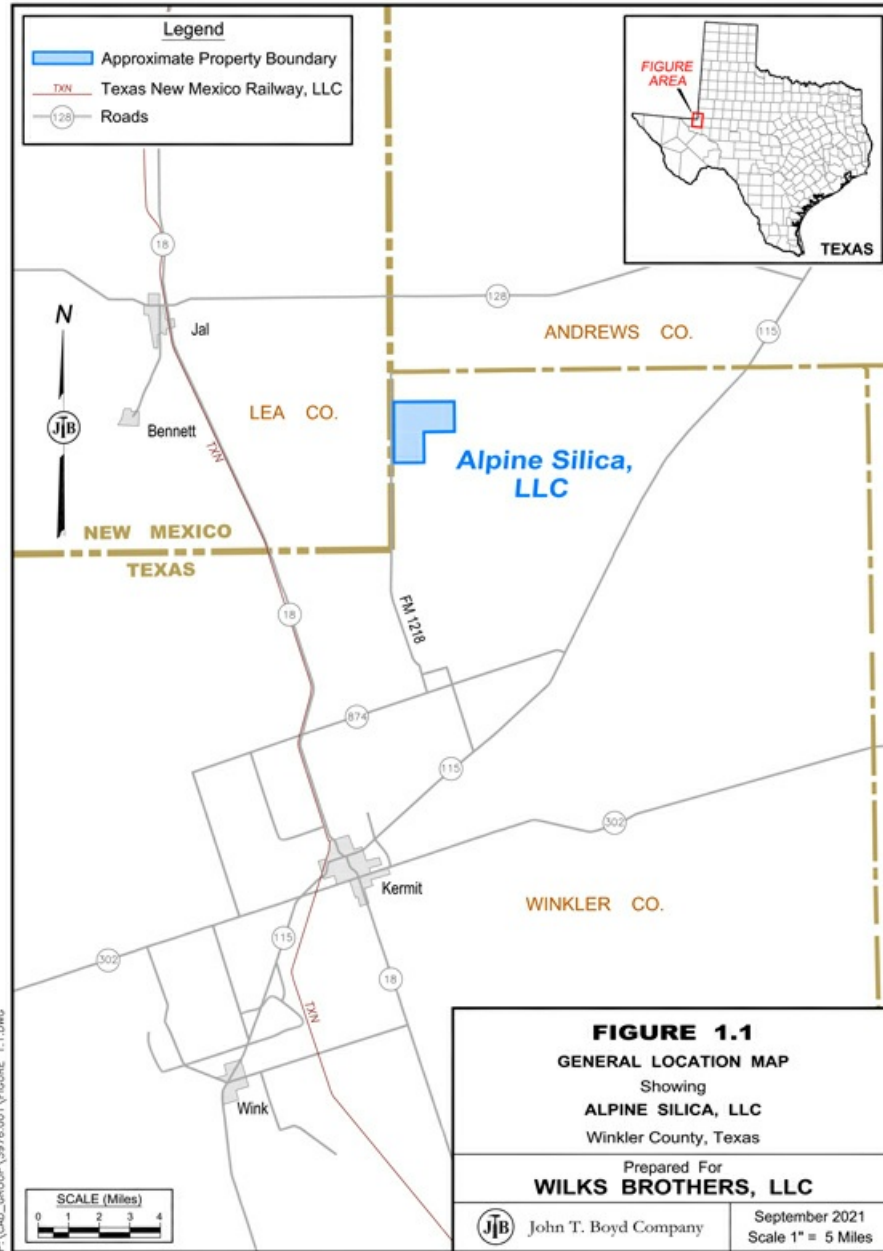 Legend
Approximate Property Boundary
TXN
Texas New Mexico Railway, LLC
128
Roads
FIGURE
AREA
TEXAS
18
128
N
Jal
ANDREWS CO.
115
LEA CO.
JTB
Bennett
TXN
Alpine Silica,
LLC
NEW MEXICO
TEXAS
18
FM 1218
874
115
302
Kermit
WINKLER CO.
115
302
18
TXN
Wink
FIGURE 1.1
GENERAL LOCATION MAP
Showing
ALPINE SILICA, LLC
Winkler County, Texas
Prepared For
WILKS BROTHERS, LLC
JTB
John T. Boyd Company
September 2021
Scale 1" = 5 Miles
SCALE (Miles)
0 1 2 3 4